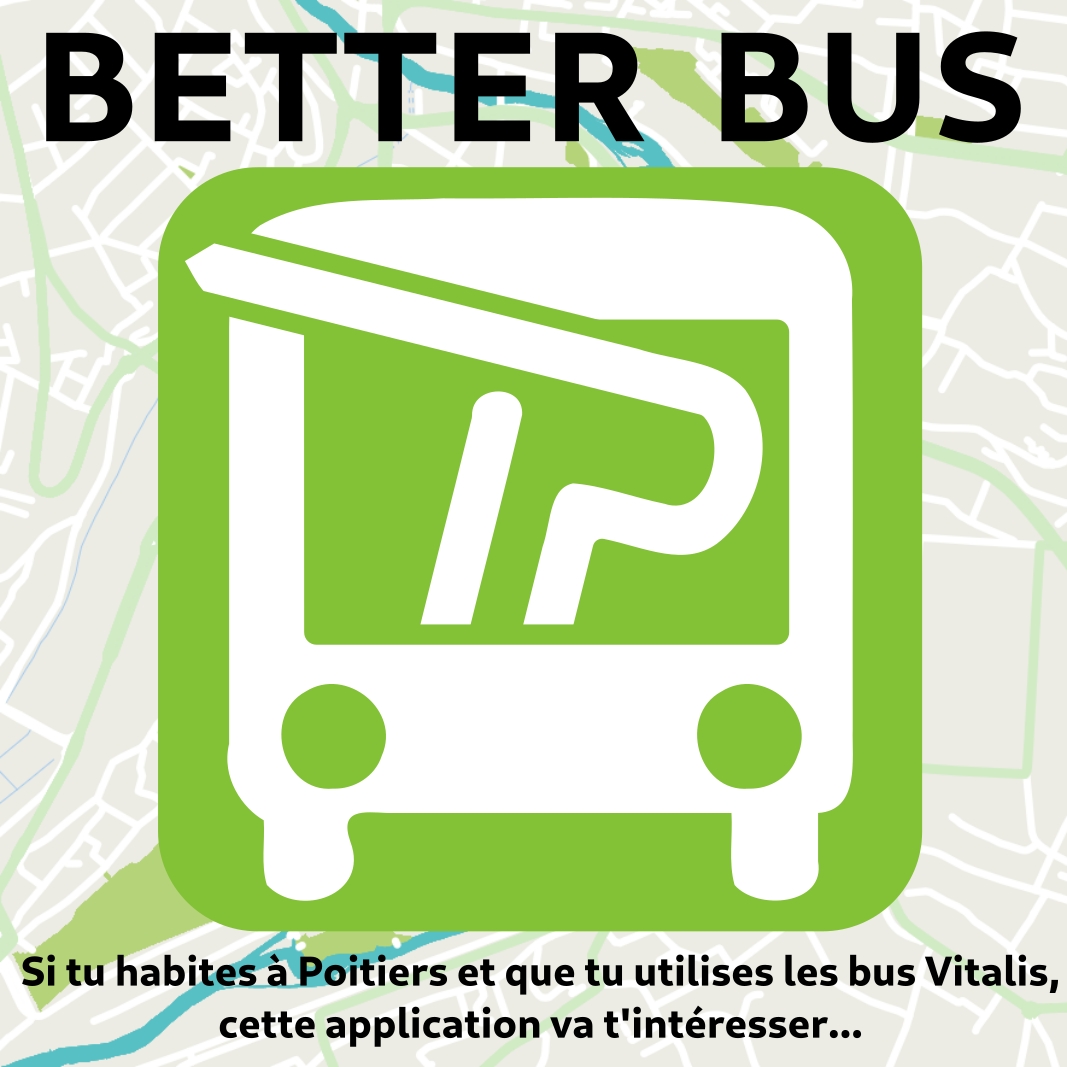 BETTER BUS
Si tu habites à Poitiers et que tu utilises les bus Vitalis,
cette application va t'intéresser...